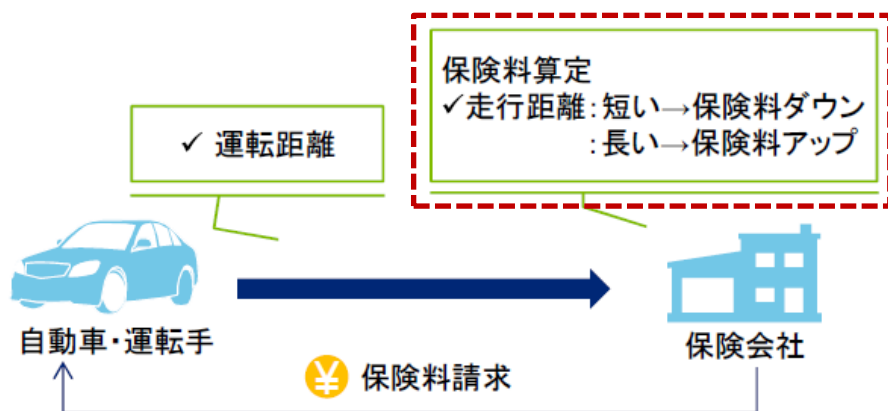 保険料算定
✓走行距離：短い→保険料ダウン
：長い→保険料アップ
✓ 運転距離
自動車・運転手
保険会社
¥ 保険料請求